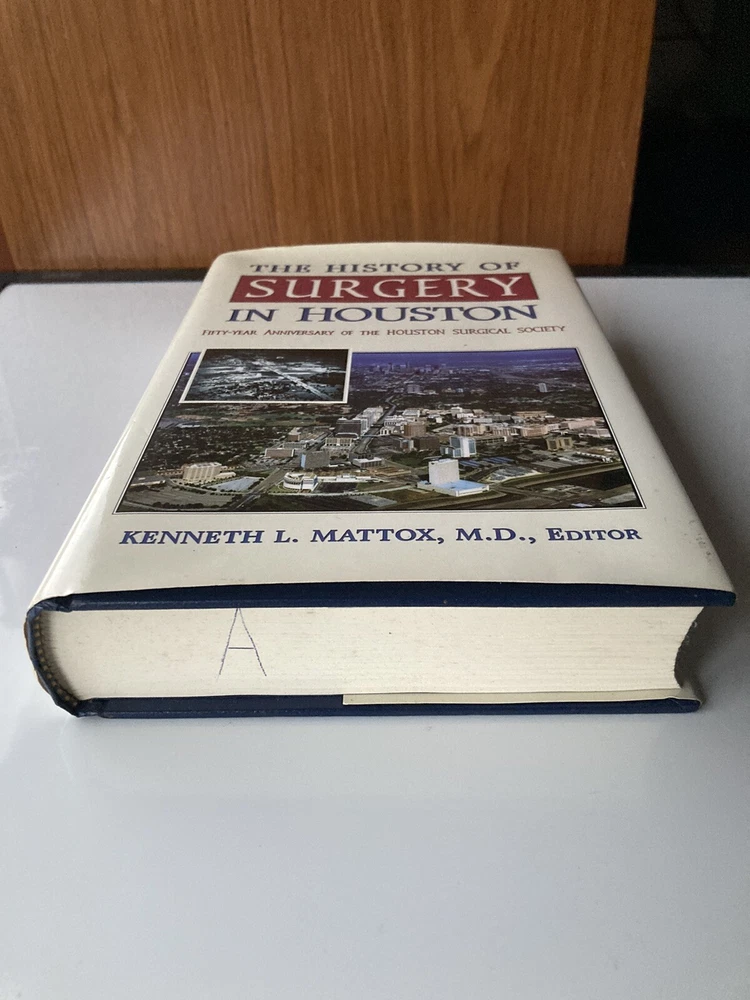 THE HISTORY OF
SURGERY
IN HOUSTON
FIFTY-YEAR ANNIVERSARY OF THE HOUSTON SURGICAL SOCIETY
KENNETH L. MATTOX, M.D., EDITOR
A